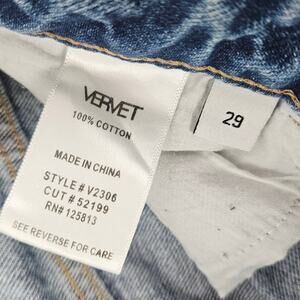 VERVET
100% COTTON
MADE IN CHINA
STYLE # V2306
CUT # 52199
RN# 125813
SEE REVERSE FOR CARE
29